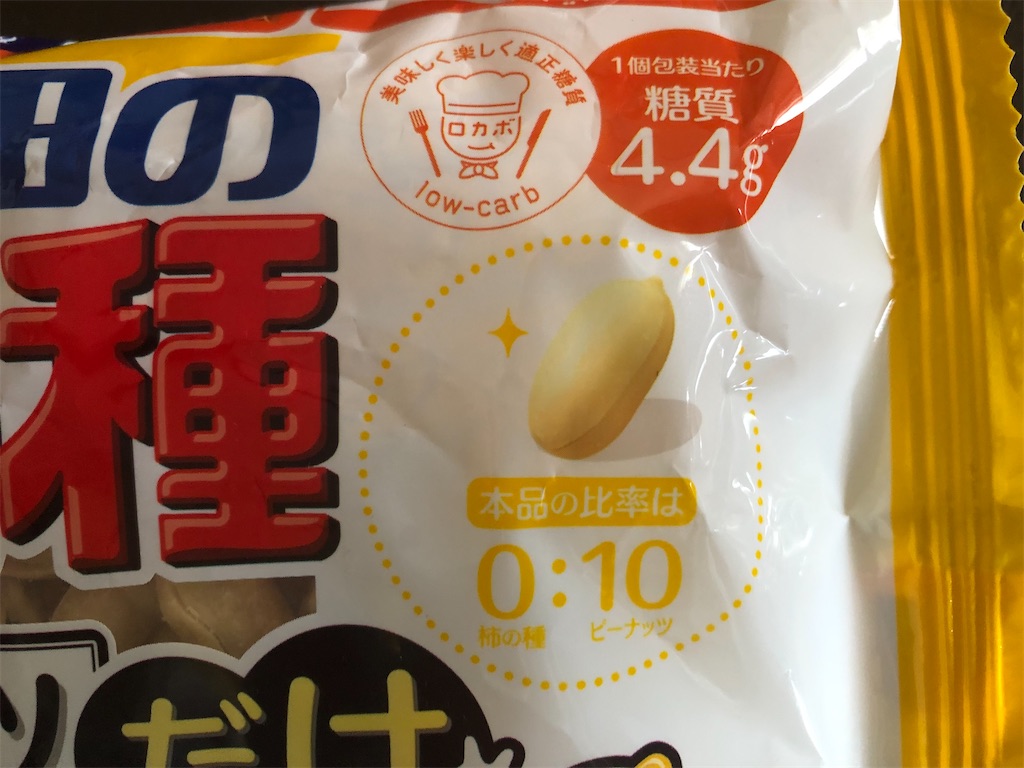 田の
種
美味しく楽しく適正糖質
ロカボ
low-carb
1個包装当たり
糖質
4.4g
本品の比率は
0:10
柿の種 ピーナッツ
ツ
だけ